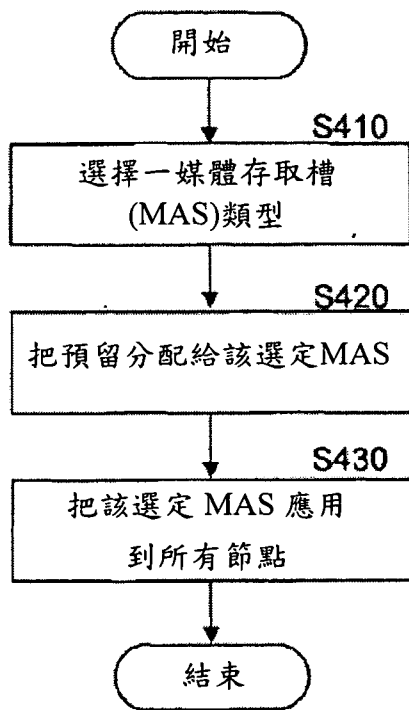 開始
S410
選擇一媒體存取槽
(MAS)類型
S420
把預留分配給該選定MAS
S430
把該選定 MAS 應用
到所有節點
結束